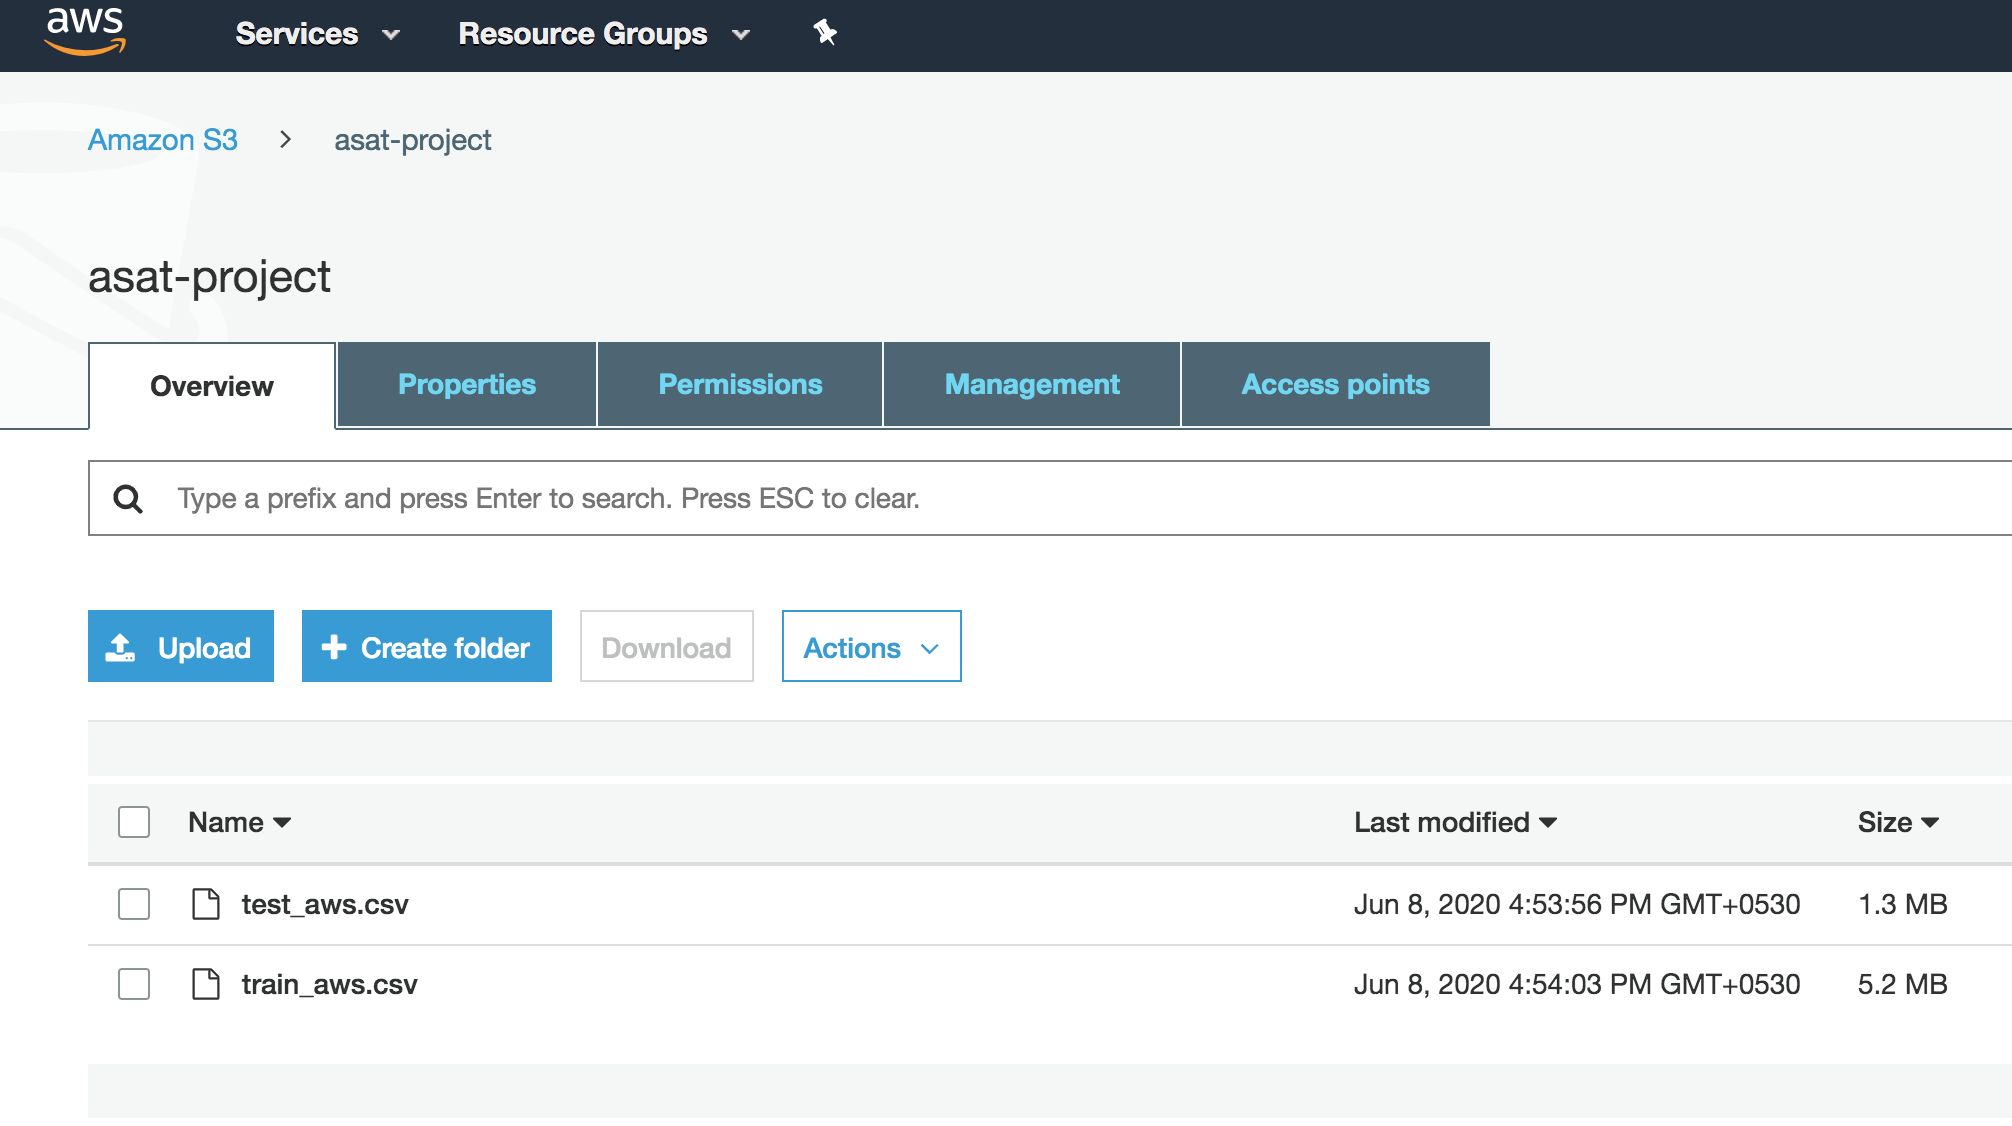 aws Services Resource Groups
Amazon S3 > asat-project
asat-project
Overview Properties Permissions Management Access points
Type a prefix and press Enter to search. Press ESC to clear.
Upload Create folder Download Actions
Name Last modified Size
test_aws.csv Jun 8, 2020 4:53:56 PM GMT+0530 1.3 MB
train_aws.csv Jun 8, 2020 4:54:03 PM GMT+0530 5.2 MB